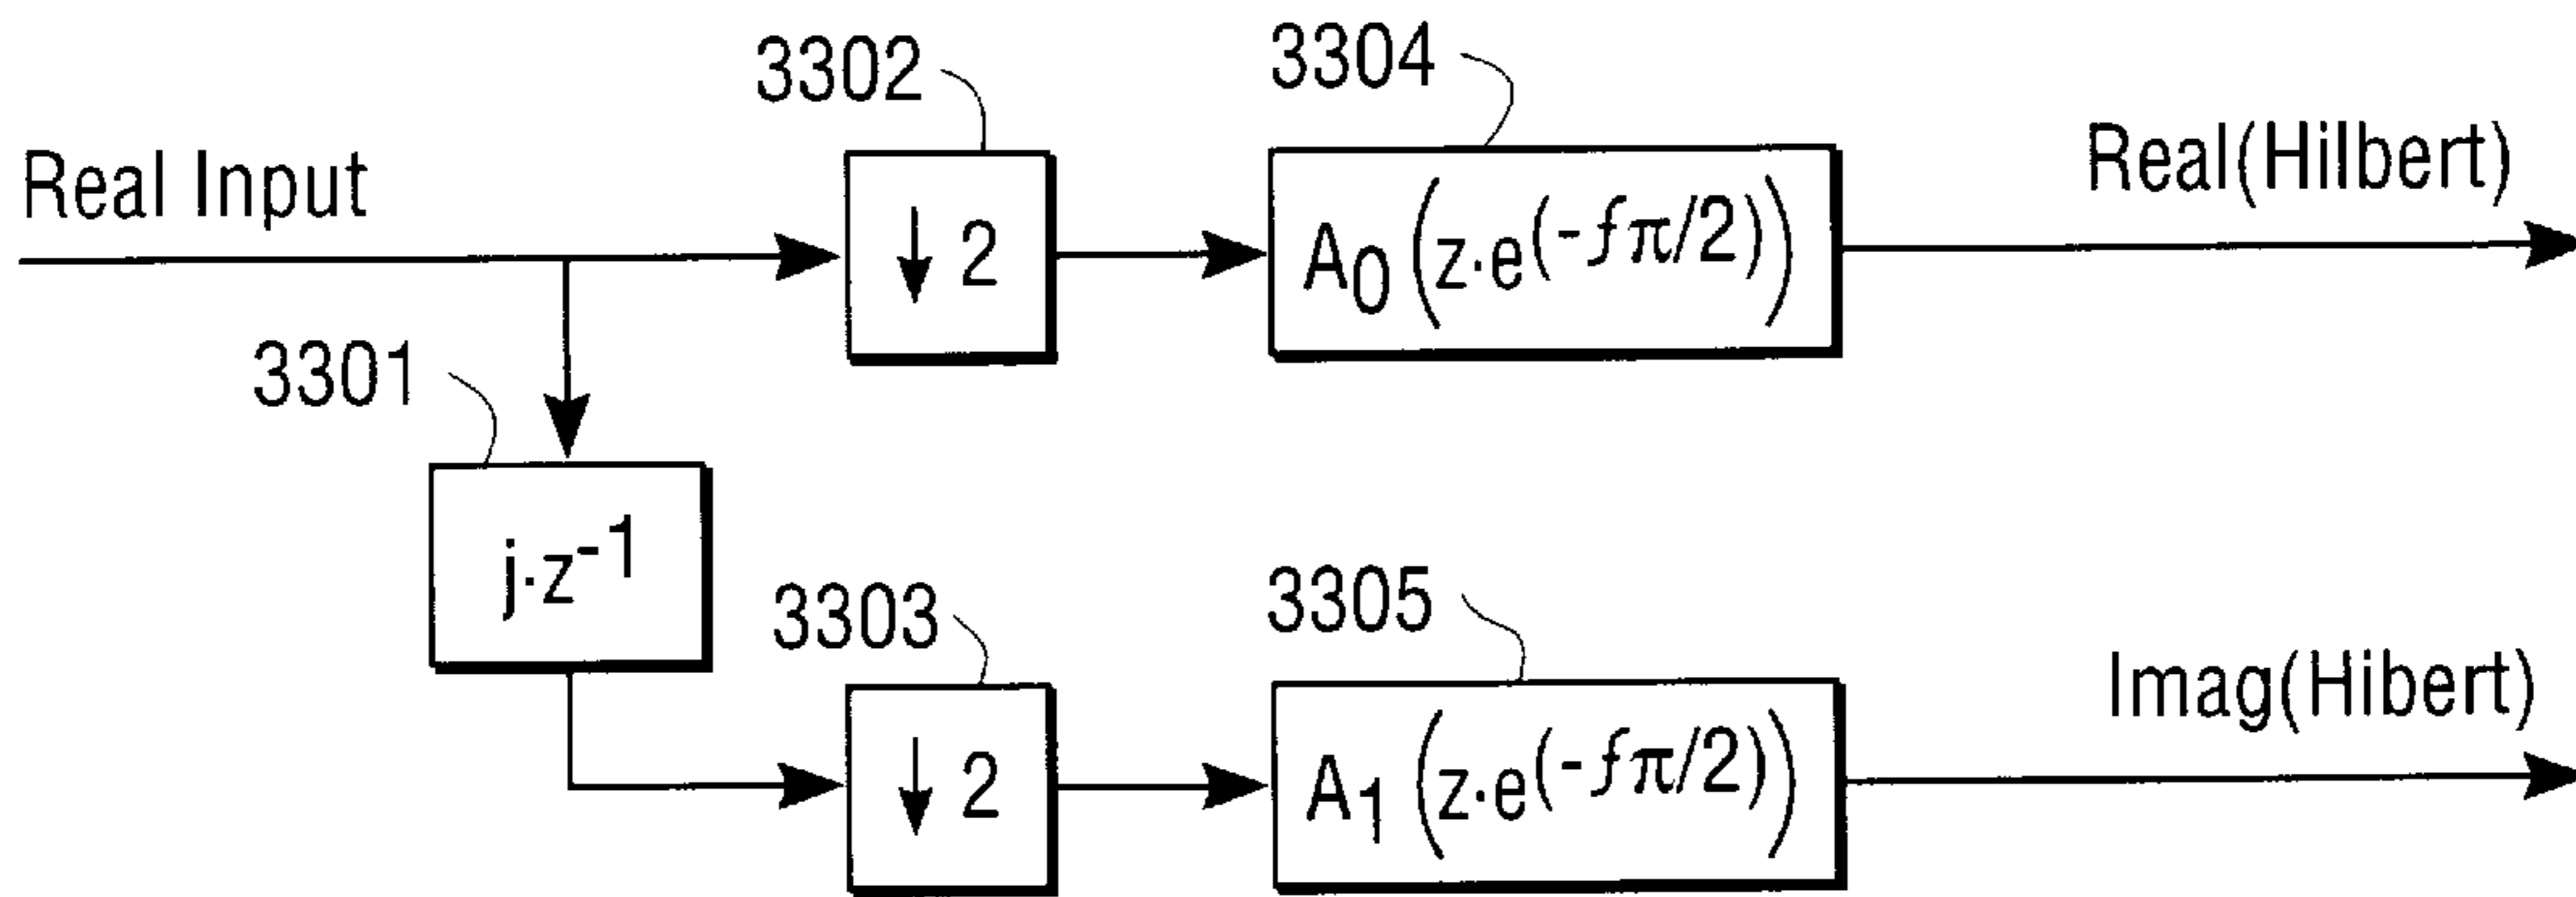 3302
3304
Real Input
↓ 2
A₀ (z·e^(-fπ/2))
Real(Hilbert)
3301
j·z⁻¹
3303
3305
↓ 2
A₁ (z·e^(-fπ/2))
Imag(Hibert)